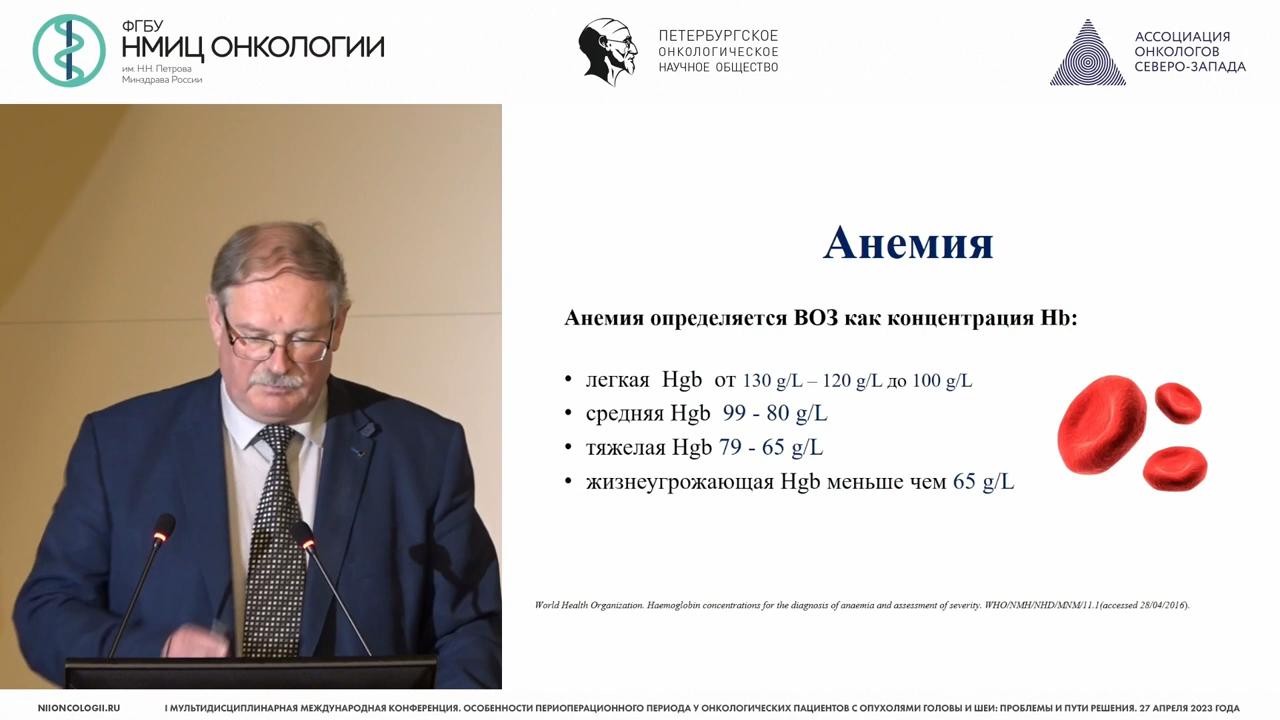 ФГБУ
НМИЦ ОНКОЛОГИИ
им. Н.Н. Петрова
Минздрава России
ПЕТЕРБУРГСКОЕ
ОНКОЛОГИЧЕСКОЕ
НАУЧНОЕ ОБЩЕСТВО
АССОЦИАЦИЯ
ОНКОЛОГОВ
СЕВЕРО-ЗАПАДА
Анемия
Анемия определяется ВОЗ как концентрация Hb:
• легкая Hgb от 130 g/L – 120 g/L до 100 g/L
• средняя Hgb 99 - 80 g/L
• тяжелая Hgb 79 - 65 g/L
• жизнеугрожающая Hgb меньше чем 65 g/L
World Health Organization. Haemoglobin concentrations for the diagnosis of anaemia and assessment of severity. WHO/NMH/NHD/MNM/11.1(accessed 28/04/2016).
NIIONCOLOGII.RU
I МУЛЬТИДИСЦИПЛИНАРНАЯ МЕЖДУНАРОДНАЯ КОНФЕРЕНЦИЯ. ОСОБЕННОСТИ ПЕРИОПЕРАЦИОННОГО ПЕРИОДА У ОНКОЛОГИЧЕСКИХ ПАЦИЕНТОВ С ОПУХОЛЯМИ ГОЛОВЫ И ШЕИ: ПРОБЛЕМЫ И ПУТИ РЕШЕНИЯ. 27 АПРЕЛЯ 2023 ГОДА